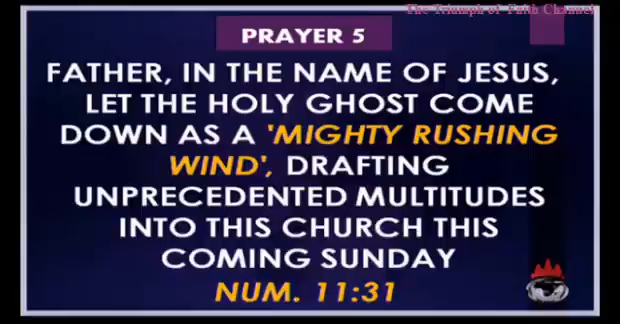 The Triumph of Faith Channel
PRAYER 5
FATHER, IN THE NAME OF JESUS,
LET THE HOLY GHOST COME
DOWN AS A 'MIGHTY RUSHING
WIND', DRAFTING
UNPRECEDENTED MULTITUDES
INTO THIS CHURCH THIS
COMING SUNDAY
NUM. 11:31